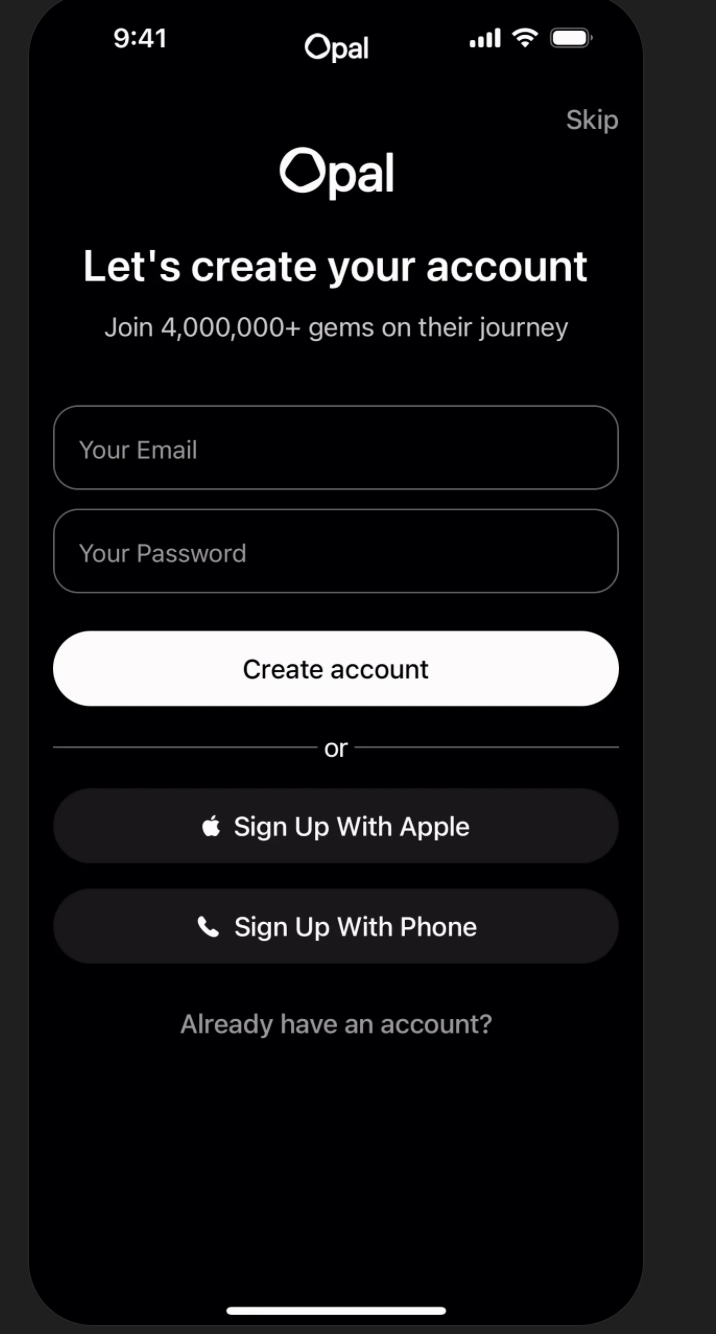 9:41
Opal
Skip
Opal
Let's create your account
Join 4,000,000+ gems on their journey
Your Email
Your Password
Create account
or
Sign Up With Apple
Sign Up With Phone
Already have an account?